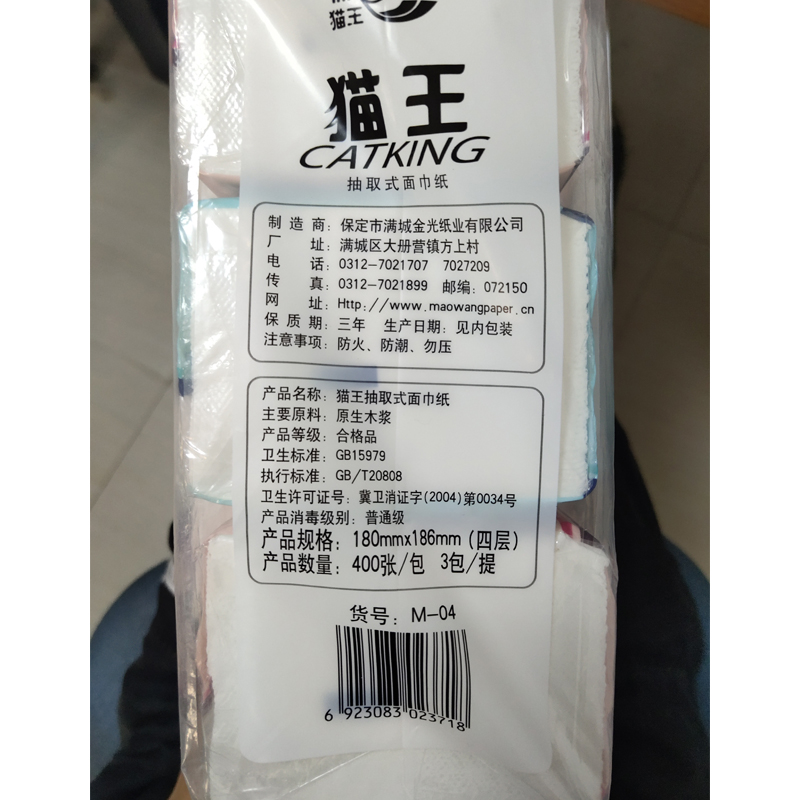 猫王
猫王
CATKING
抽取式面巾纸
制造商：保定市满城金光纸业有限公司
厂址：满城区大册营镇方上村
电话：0312-7021707 7027209
传真：0312-7021899 邮编：072150
网址：Http://www.maowangpaper.cn
保质期：三年 生产日期：见内包装
注意事项：防火、防潮、勿压
产品名称：猫王抽取式面巾纸
主要原料：原生木浆
产品等级：合格品
卫生标准：GB15979
执行标准：GB/T20808
卫生许可证号：冀卫消证字(2004)第0034号
产品消毒级别：普通级
产品规格：180mmx186mm(四层)
产品数量：400张/包 3包/提
货号：M-04
6 923083 023718